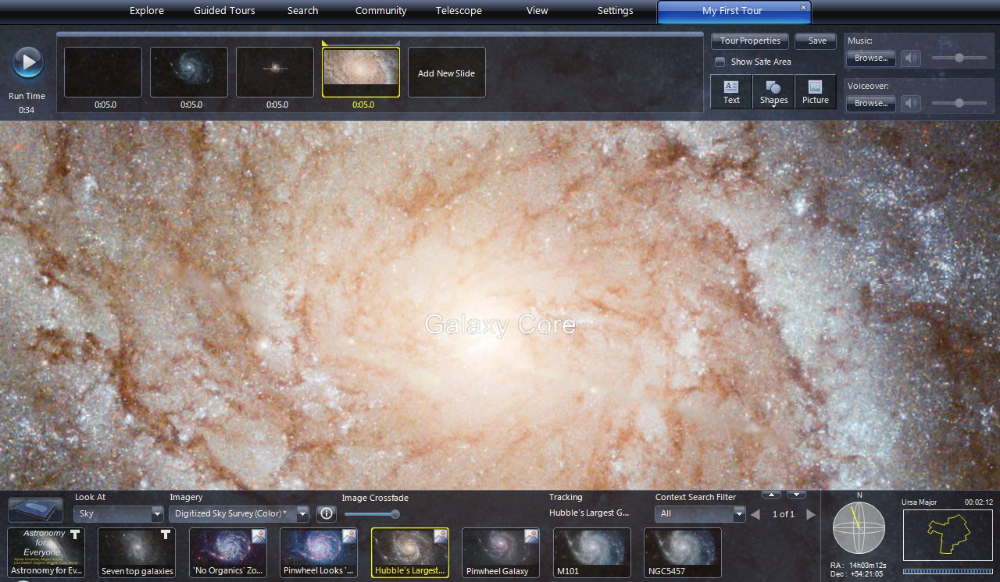 Explore Guided Tours Search Community Telescope View Settings My First Tour
Tour Properties Save Music:
Show Safe Area Browse...
Add New Slide
Voiceover:
Run Time Text Shapes Picture Browse...
0:34 0:05.0 0:05.0 0:05.0 0:05.0
Galaxy Core
Look At Imagery Image Crossfade Tracking Context Search Filter N Ursa Major 00:02:12
Sky Digitized Sky Survey (Color) * Hubble's Largest G... All 1 of 1
Astronomy
for
Everyone
Astronomy for Ev... Seven top galaxies 'No Organics' Zo... Pinwheel Looks '... Hubble's Largest... Pinwheel Galaxy M101 NGC5457
RA : 14h03m12s
Dec : +54:21:05